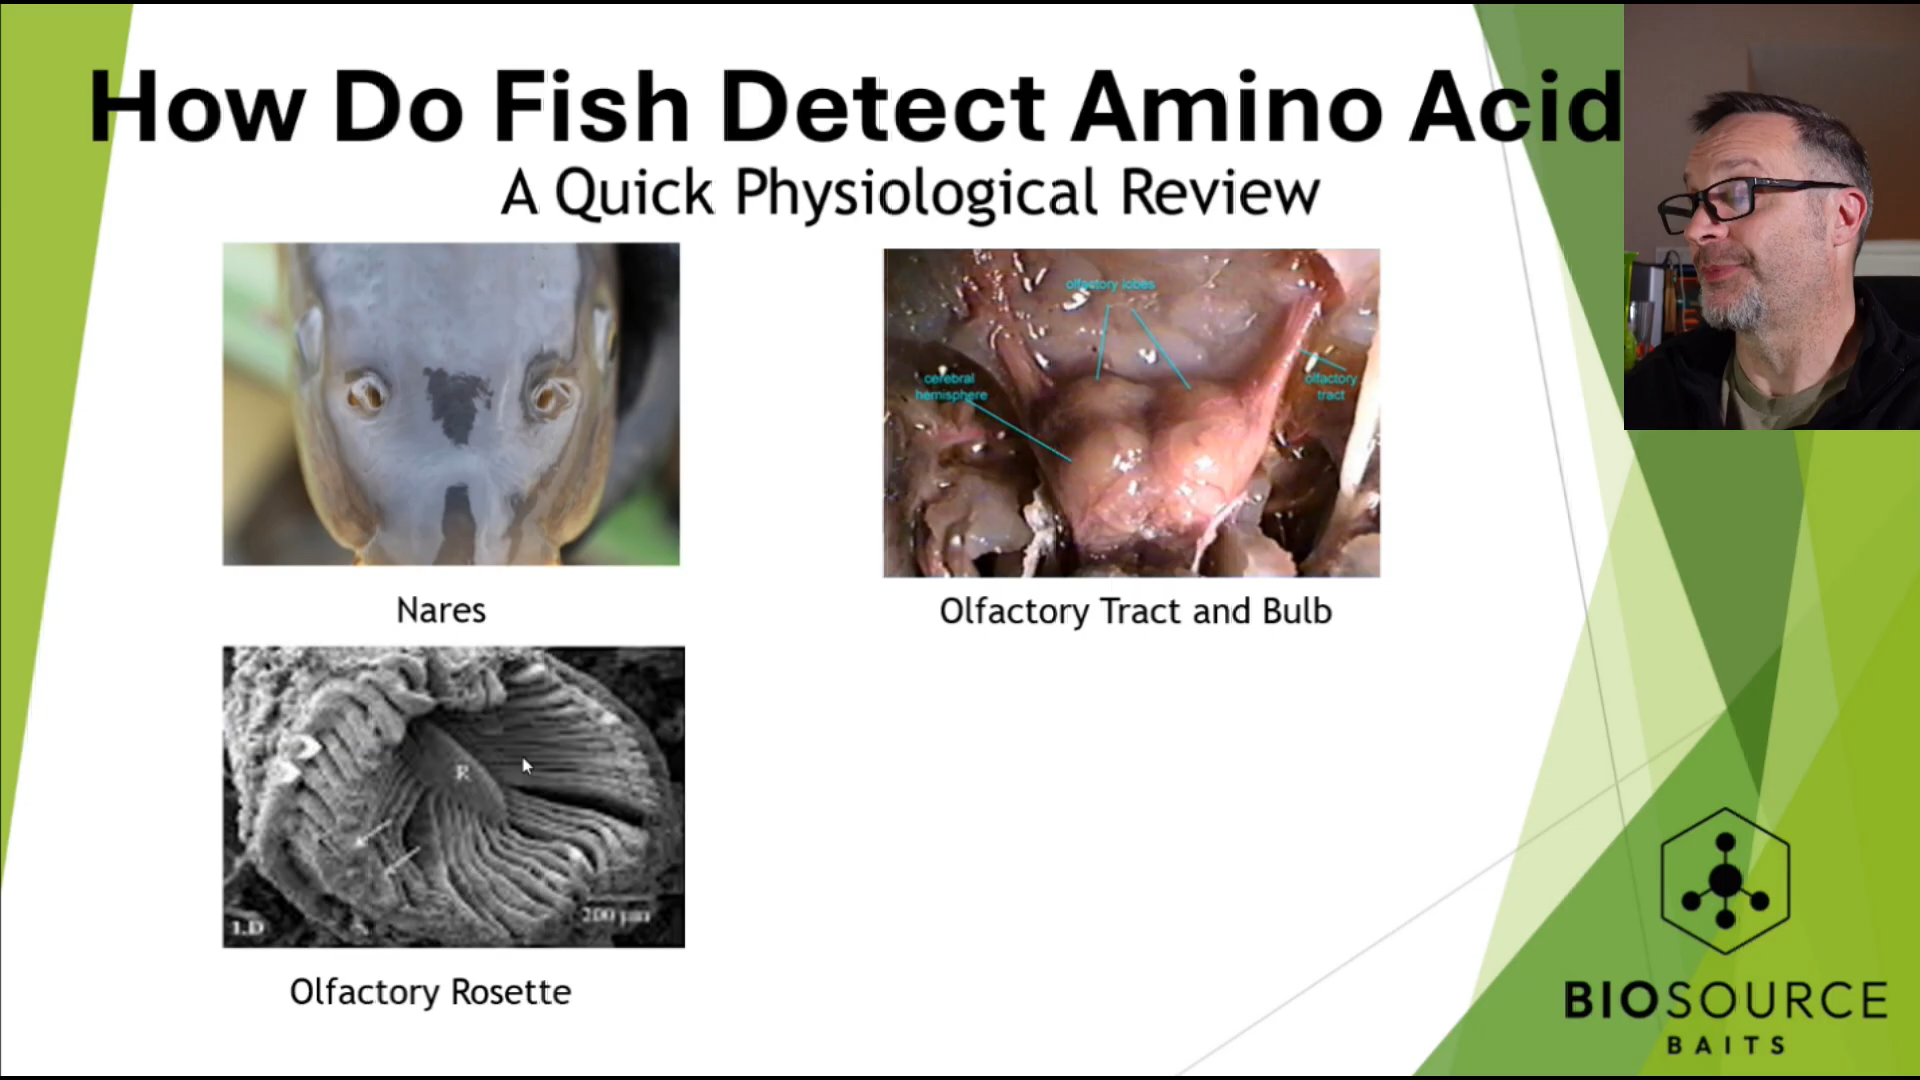 How Do Fish Detect Amino Acid
A Quick Physiological Review
olfactory lobes
cerebral
hemisphere
olfactory
tract
Nares
Olfactory Tract and Bulb
R
200 µm
1.D
Olfactory Rosette
BIOSOURCE
BAITS